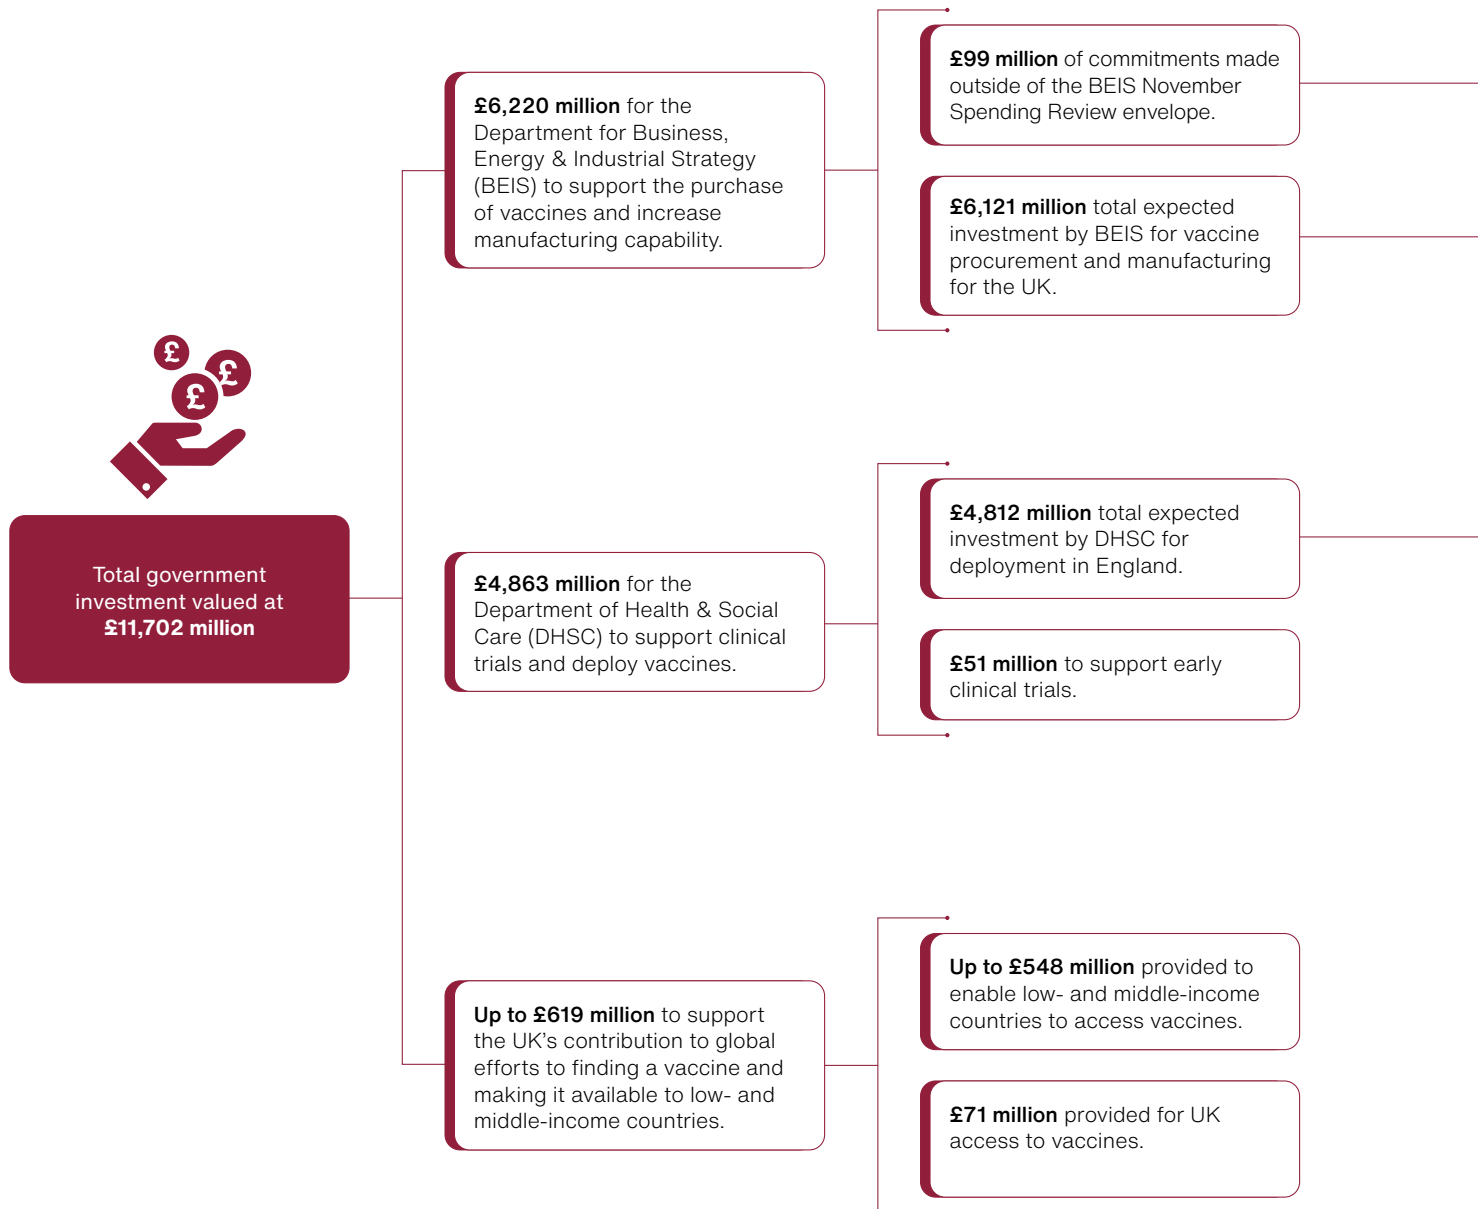 £99 million of commitments made
outside of the BEIS November
Spending Review envelope.
£6,220 million for the
Department for Business,
Energy & Industrial Strategy
(BEIS) to support the purchase
of vaccines and increase
manufacturing capability.
£6,121 million total expected
investment by BEIS for vaccine
procurement and manufacturing
for the UK.
£
£
£
Total government
investment valued at
£11,702 million
£4,863 million for the
Department of Health & Social
Care (DHSC) to support clinical
trials and deploy vaccines.
£4,812 million total expected
investment by DHSC for
deployment in England.
£51 million to support early
clinical trials.
Up to £619 million to support
the UK’s contribution to global
efforts to finding a vaccine and
making it available to low- and
middle-income countries.
Up to £548 million provided to
enable low- and middle-income
countries to access vaccines.
£71 million provided for UK
access to vaccines.